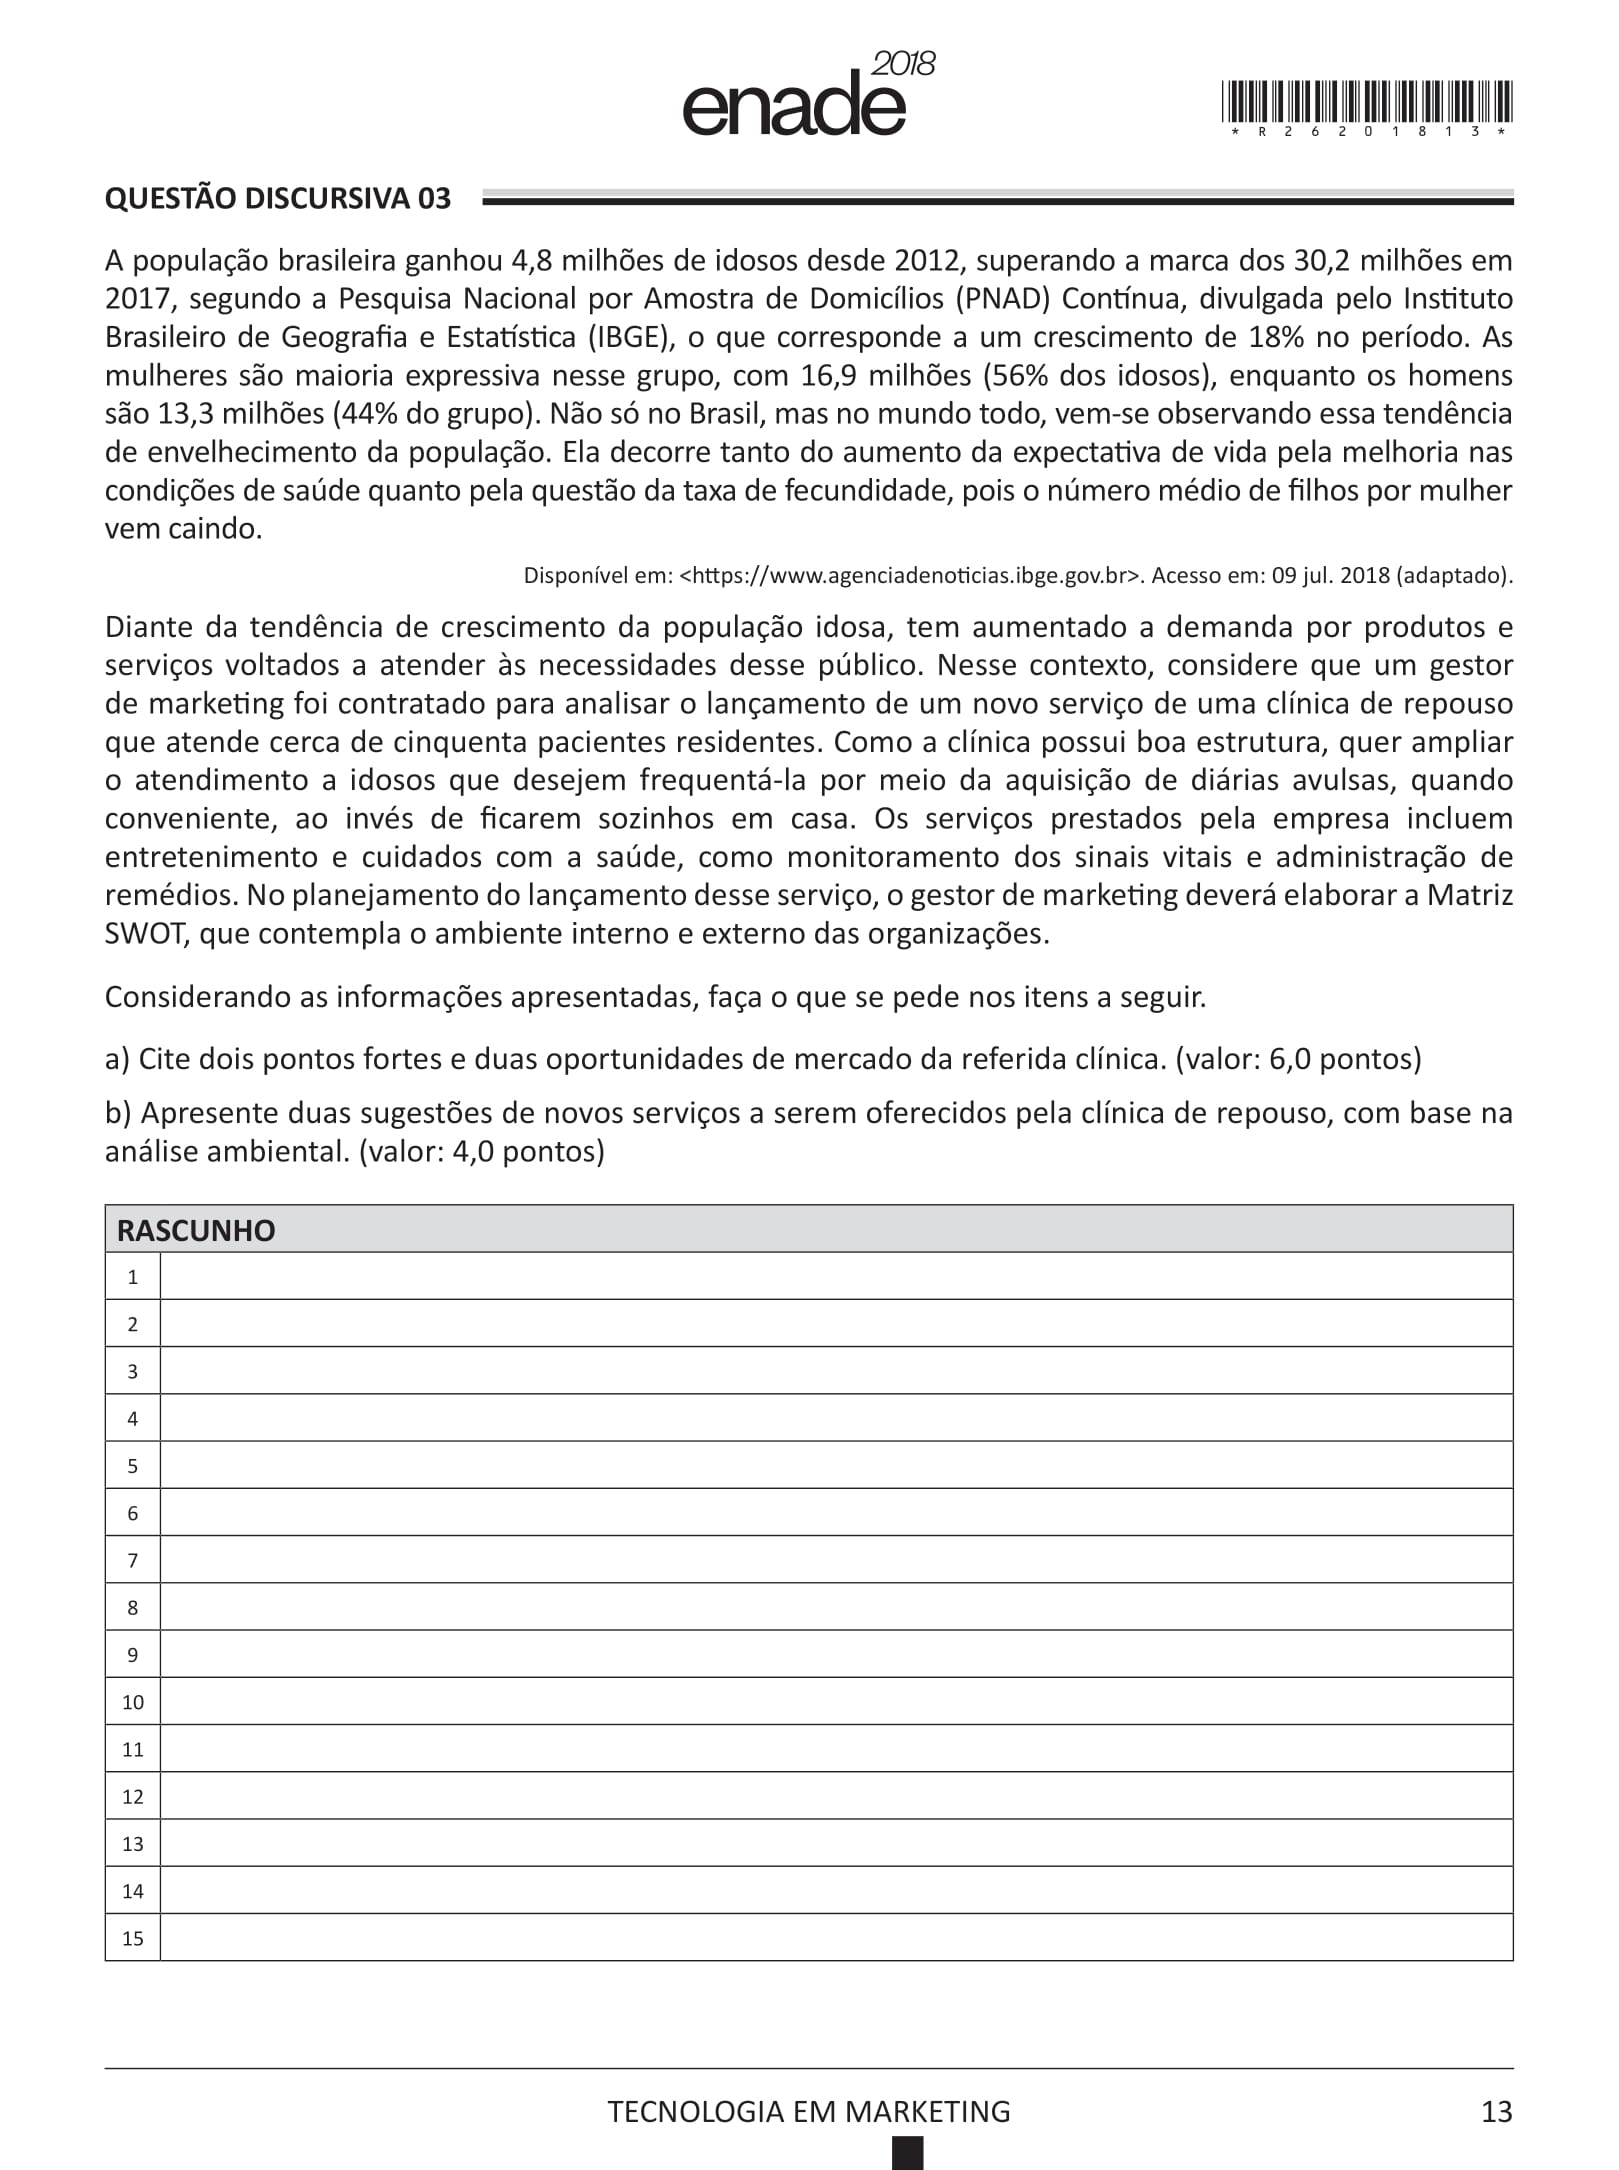 enade 2018
* R 2 6 2 0 1 8 1 3 *
QUESTÃO DISCURSIVA 03
A população brasileira ganhou 4,8 milhões de idosos desde 2012, superando a marca dos 30,2 milhões em
2017, segundo a Pesquisa Nacional por Amostra de Domicílios (PNAD) Contínua, divulgada pelo Instituto
Brasileiro de Geografia e Estatística (IBGE), o que corresponde a um crescimento de 18% no período. As
mulheres são maioria expressiva nesse grupo, com 16,9 milhões (56% dos idosos), enquanto os homens
são 13,3 milhões (44% do grupo). Não só no Brasil, mas no mundo todo, vem-se observando essa tendência
de envelhecimento da população. Ela decorre tanto do aumento da expectativa de vida pela melhoria nas
condições de saúde quanto pela questão da taxa de fecundidade, pois o número médio de filhos por mulher
vem caindo.
Disponível em: <https://www.agenciadenoticias.ibge.gov.br>. Acesso em: 09 jul. 2018 (adaptado).
Diante da tendência de crescimento da população idosa, tem aumentado a demanda por produtos e
serviços voltados a atender às necessidades desse público. Nesse contexto, considere que um gestor
de marketing foi contratado para analisar o lançamento de um novo serviço de uma clínica de repouso
que atende cerca de cinquenta pacientes residentes. Como a clínica possui boa estrutura, quer ampliar
o atendimento a idosos que desejem frequentá-la por meio da aquisição de diárias avulsas, quando
conveniente, ao invés de ficarem sozinhos em casa. Os serviços prestados pela empresa incluem
entretenimento e cuidados com a saúde, como monitoramento dos sinais vitais e administração de
remédios. No planejamento do lançamento desse serviço, o gestor de marketing deverá elaborar a Matriz
SWOT, que contempla o ambiente interno e externo das organizações.
Considerando as informações apresentadas, faça o que se pede nos itens a seguir.
a) Cite dois pontos fortes e duas oportunidades de mercado da referida clínica. (valor: 6,0 pontos)
b) Apresente duas sugestões de novos serviços a serem oferecidos pela clínica de repouso, com base na
análise ambiental. (valor: 4,0 pontos)
RASCUNHO
1
2
3
4
5
6
7
8
9
10
11
12
13
14
15
TECNOLOGIA EM MARKETING
13